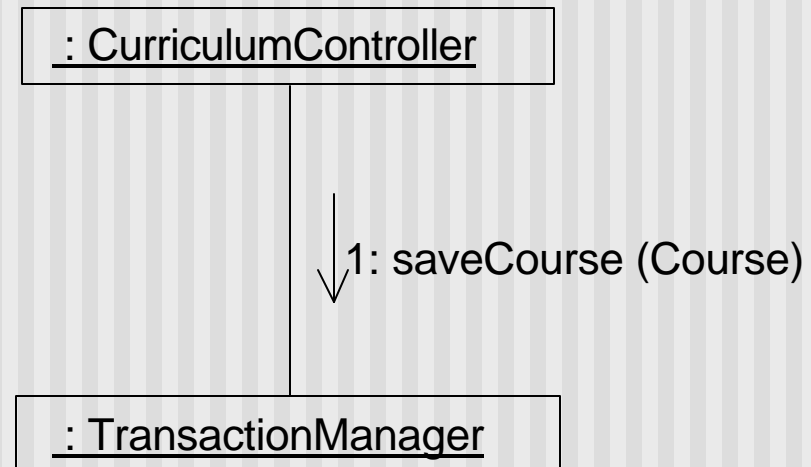 : CurriculumController
1: saveCourse (Course)
: TransactionManager